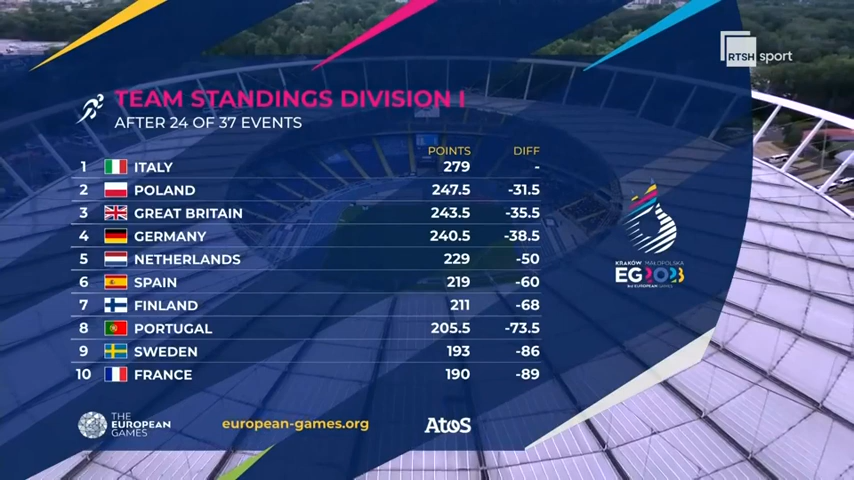 RTSH sport
TEAM STANDINGS DIVISION I
AFTER 24 OF 37 EVENTS
POINTS DIFF
1 ITALY 279 -
2 POLAND 247.5 -31.5
3 GREAT BRITAIN 243.5 -35.5
4 GERMANY 240.5 -38.5
5 NETHERLANDS 229 -50
6 SPAIN 219 -60
7 FINLAND 211 -68
8 PORTUGAL 205.5 -73.5
9 SWEDEN 193 -86
10 FRANCE 190 -89
KRAKÓW MAŁOPOLSKA
EG2023
3rd EUROPEAN GAMES
THE
EUROPEAN
GAMES
european-games.org
Atos